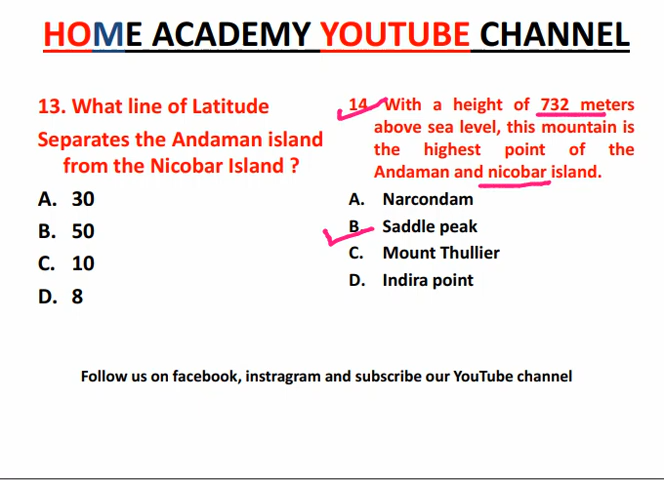 HOME ACADEMY YOUTUBE CHANNEL
13. What line of Latitude
Separates the Andaman island
from the Nicobar Island ?
A. 30
B. 50
C. 10
D. 8
14. With a height of 732 meters
above sea level, this mountain is
the highest point of the
Andaman and nicobar island.
A. Narcondam
B. Saddle peak
C. Mount Thullier
D. Indira point
Follow us on facebook, instragram and subscribe our YouTube channel